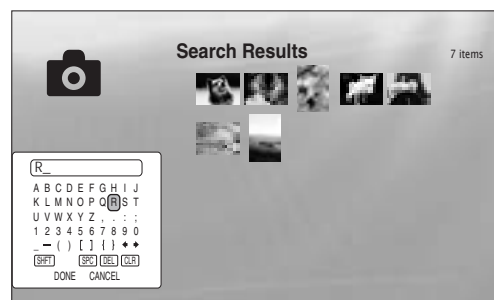 Search Results
7 items
R_
A B C D E F G H I J
K L M N O P Q R S T
U V W X Y Z , . : ;
1 2 3 4 5 6 7 8 9 0
_ – ( ) [ ] { }
SHFT SPC DEL CLR
DONE CANCEL